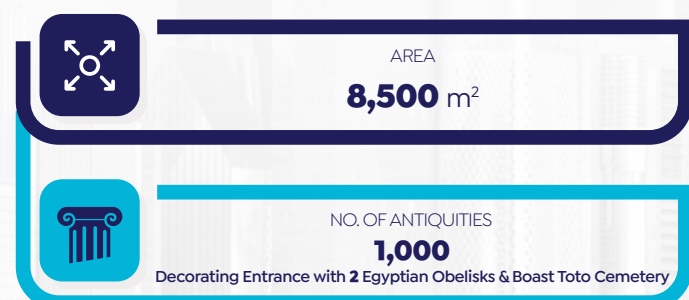 AREA
8,500 m²
NO. OF ANTIQUITIES
1,000
Decorating Entrance with 2 Egyptian Obelisks & Boast Toto Cemetery